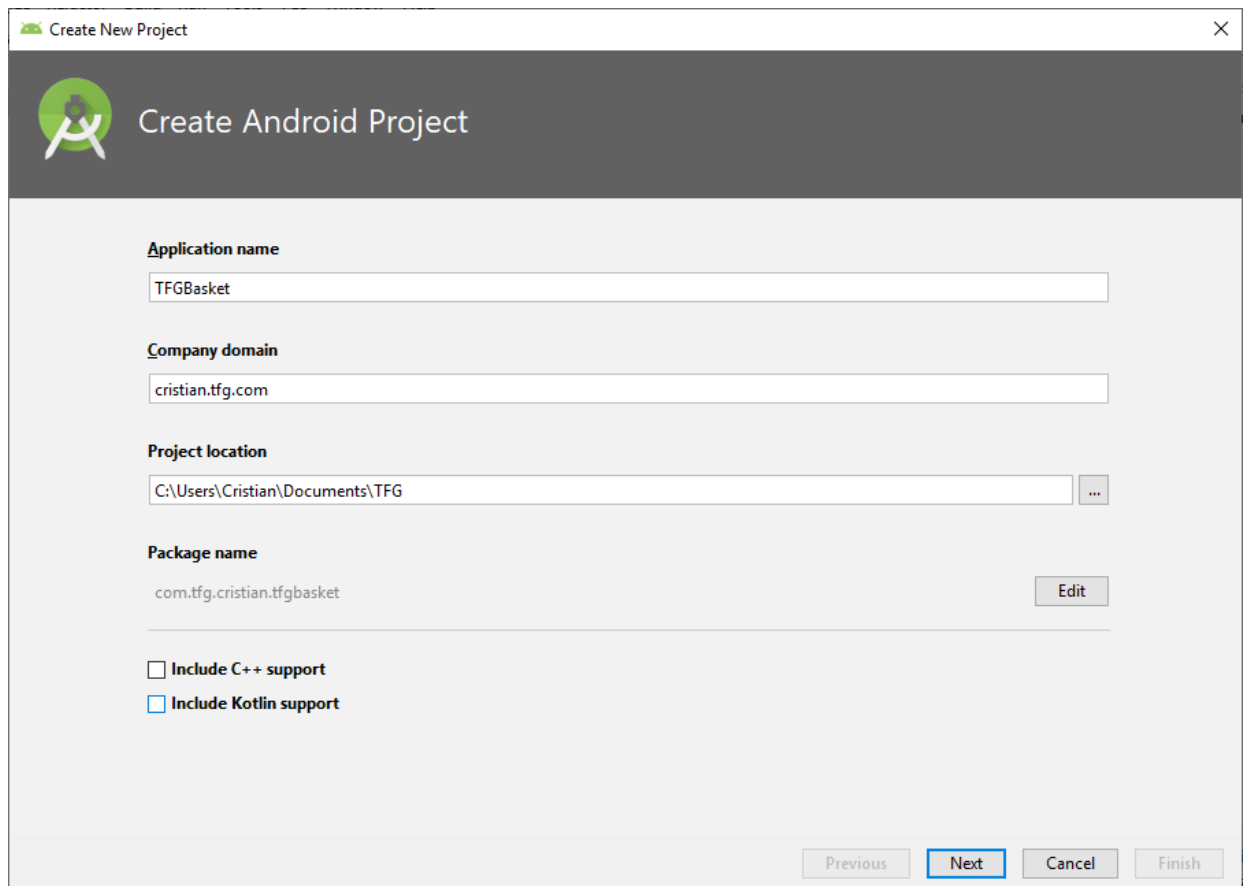 Create New Project
Create Android Project
Application name
TFGBasket
Company domain
cristian.tfg.com
Project location
C:\Users\Cristian\Documents\TFG
...
Package name
com.tfg.cristian.tfgbasket
Edit
Include C++ support
Include Kotlin support
Previous Next Cancel Finish